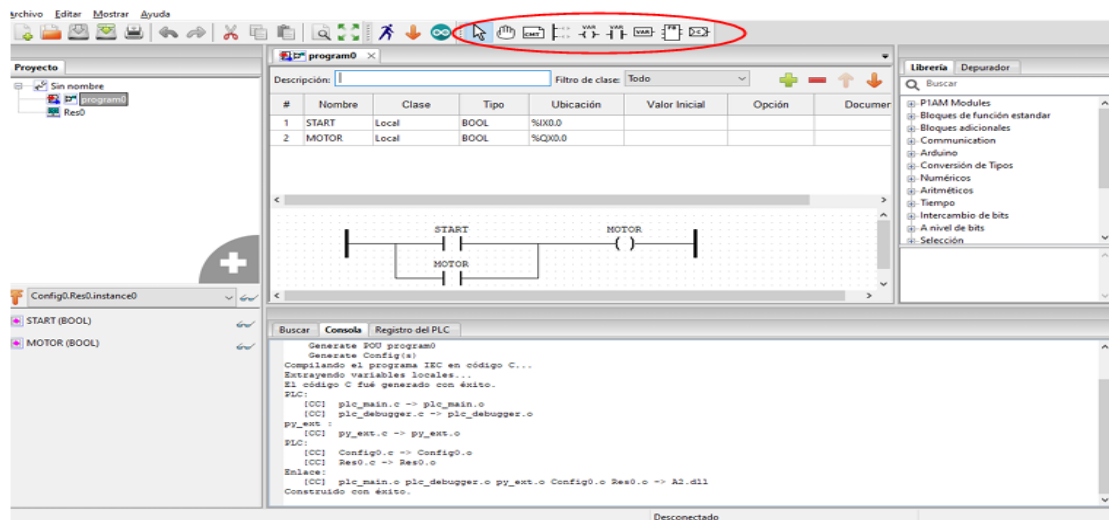 Archivo Editar Mostrar Ayuda
CMT VAR VAR VAR FB
Proyecto
Sin nombre
program0
Res0
Config0.Res0.instance0
START (BOOL)
MOTOR (BOOL)
program0
Descripción: Filtro de clase: Todo
# Nombre Clase Tipo Ubicación Valor Inicial Opción Documen
1 START Local BOOL %IX0.0
2 MOTOR Local BOOL %QX0.0
START MOTOR
MOTOR
Buscar Consola Registro del PLC
Generate POU program0
Generate Config(s)
Compilando el programa IEC en código C...
Extrayendo variables locales...
El código C fué generado con éxito.
PLC:
[CC] plc_main.c -> plc_main.o
[CC] plc_debugger.c -> plc_debugger.o
py_ext :
[CC] py_ext.c -> py_ext.o
PLC:
[CC] Config0.c -> Config0.o
[CC] Res0.c -> Res0.o
Enlace:
[CC] plc_main.o plc_debugger.o py_ext.o Config0.o Res0.o -> A2.dll
Construido con éxito.
Librería Depurador
Buscar
P1AM Modules
Bloques de función estandar
Bloques adicionales
Communication
Arduino
Conversión de Tipos
Numéricos
Aritméticos
Tiempo
Intercambio de bits
A nivel de bits
Selección
Desconectado